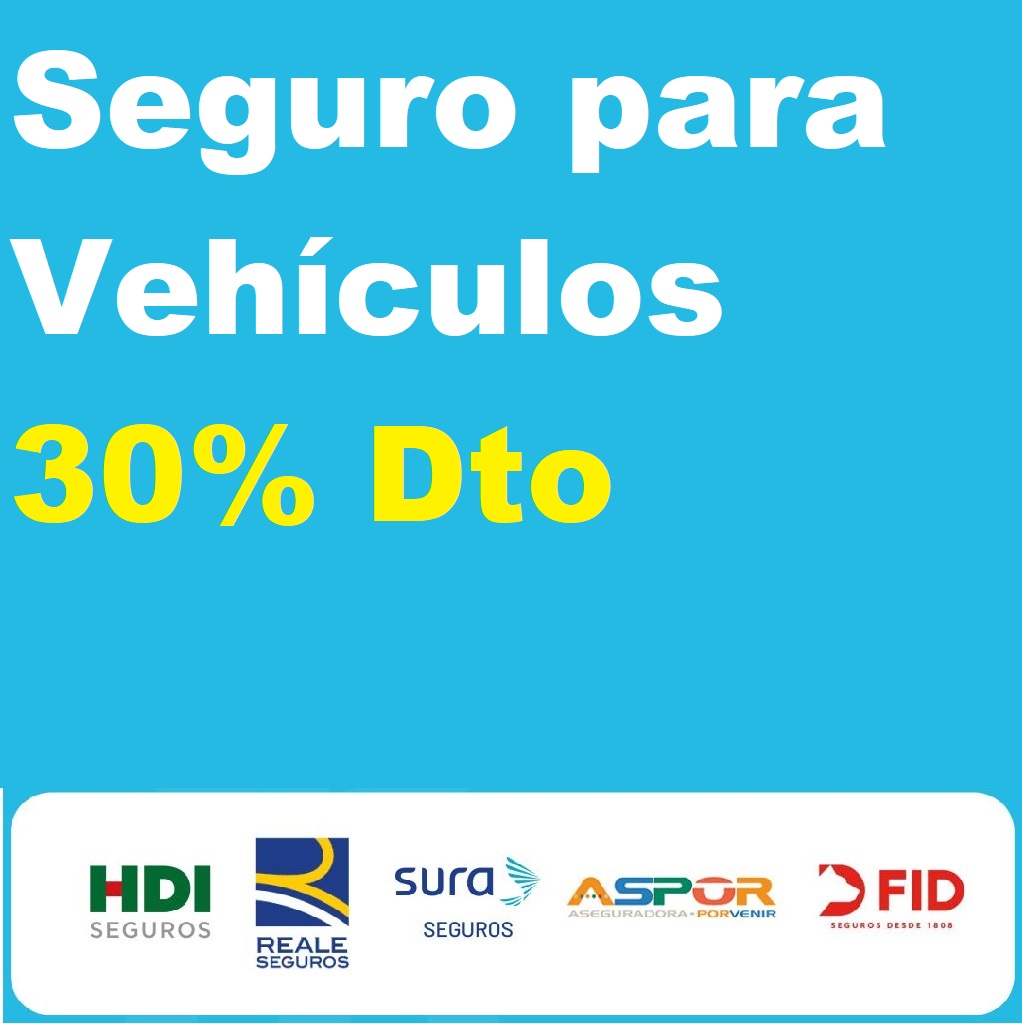 Seguro para
Vehículos
30% Dto
HDI
SEGUROS
REALE
SEGUROS
sura
SEGUROS
ASPOR
ASEGURADORA PORVENIR
FID
SEGUROS DESDE 1808